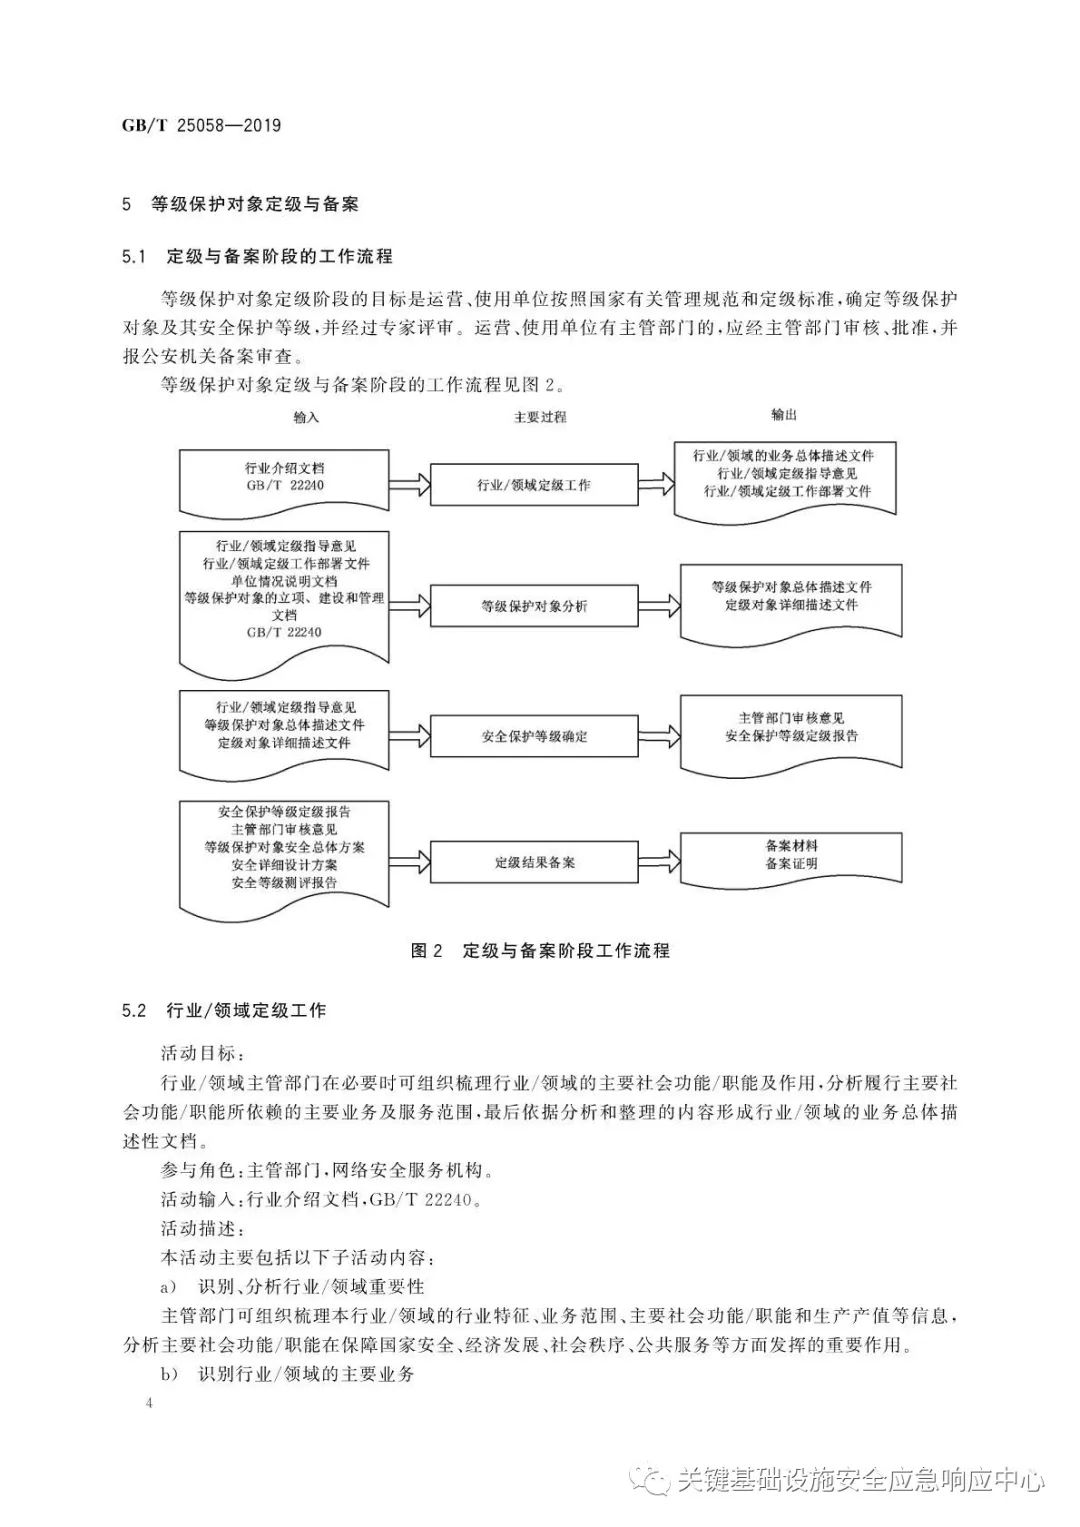 GB/T 25058—2019
5 等级保护对象定级与备案
5.1 定级与备案阶段的工作流程
等级保护对象定级阶段的目标是运营、使用单位按照国家有关管理规范和定级标准,确定等级保护
对象及其安全保护等级,并经过专家评审。运营、使用单位有主管部门的,应经主管部门审核、批准,并
报公安机关备案审查。
等级保护对象定级与备案阶段的工作流程见图 2。
输入
主要过程
输出
行业介绍文档
GB/T 22240
行业/领域定级工作
行业/领域的业务总体描述文件
行业/领域定级指导意见
行业/领域定级工作部署文件
行业/领域定级指导意见
行业/领域定级工作部署文件
单位情况说明文档
等级保护对象的立项、建设和管理
文档
GB/T 22240
等级保护对象分析
等级保护对象总体描述文件
定级对象详细描述文件
行业/领域定级指导意见
等级保护对象总体描述文件
定级对象详细描述文件
安全保护等级确定
主管部门审核意见
安全保护等级定级报告
安全保护等级定级报告
主管部门审核意见
等级保护对象安全总体方案
安全详细设计方案
安全等级测评报告
定级结果备案
备案材料
备案证明
图 2 定级与备案阶段工作流程
5.2 行业/领域定级工作
活动目标:
行业/领域主管部门在必要时可组织梳理行业/领域的主要社会功能/职能及作用,分析履行主要社
会功能/职能所依赖的主要业务及服务范围,最后依据分析和整理的内容形成行业/领域的业务总体描
述性文档。
参与角色:主管部门,网络安全服务机构。
活动输入:行业介绍文档,GB/T 22240。
活动描述:
本活动主要包括以下子活动内容:
a) 识别、分析行业/领域重要性
主管部门可组织梳理本行业/领域的行业特征、业务范围、主要社会功能/职能和生产产值等信息,
分析主要社会功能/职能在保障国家安全、经济发展、社会秩序、公共服务等方面发挥的重要作用。
b) 识别行业/领域的主要业务
4
关键基础设施安全应急响应中心